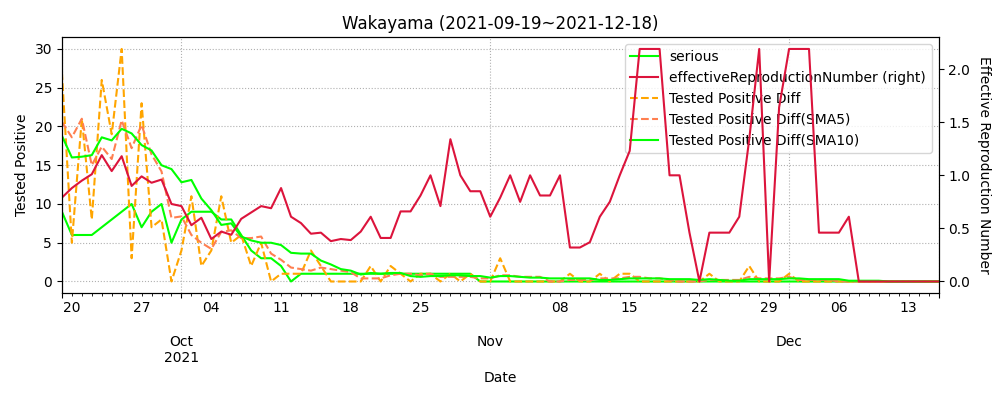 Wakayama (2021-09-19~2021-12-18)
30
25
20
15
10
5
0
Tested Positive
serious
effectiveReproductionNumber (right)
Tested Positive Diff
Tested Positive Diff(SMA5)
Tested Positive Diff(SMA10)
2.0
1.5
1.0
0.5
0.0
Effective Reproduction Number
20 27 04 11 18 25 08 15 22 29 06 13
Oct Nov Dec
2021
Date